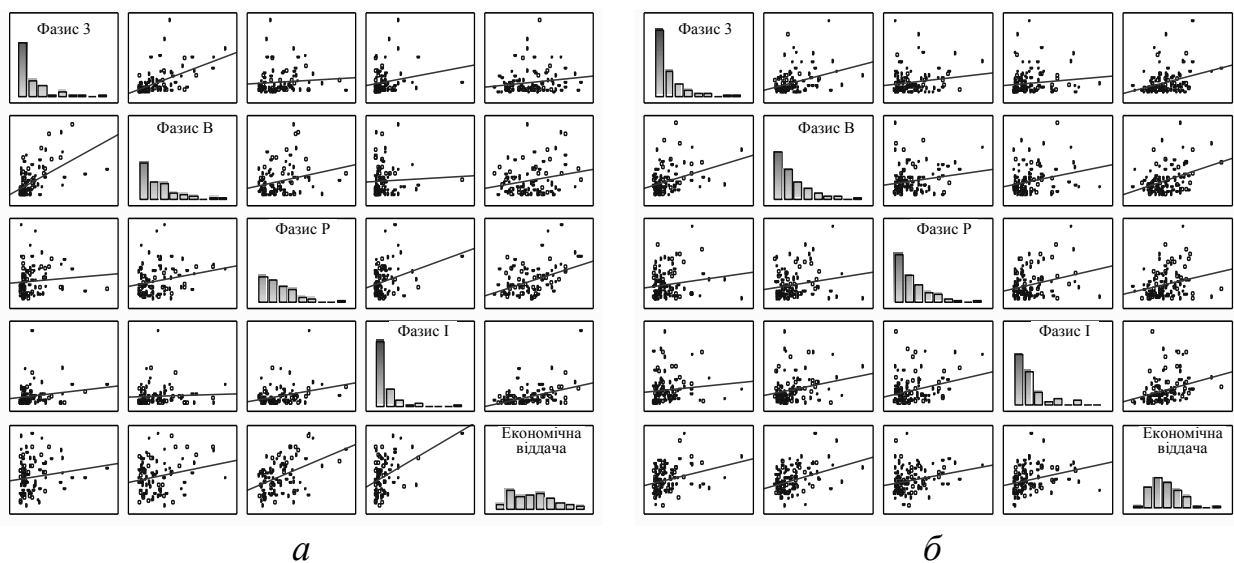 Фазис З
Фазис В
Фазис Р
Фазис І
Економічна
віддача
а
Фазис З
Фазис В
Фазис Р
Фазис І
Економічна
віддача
б